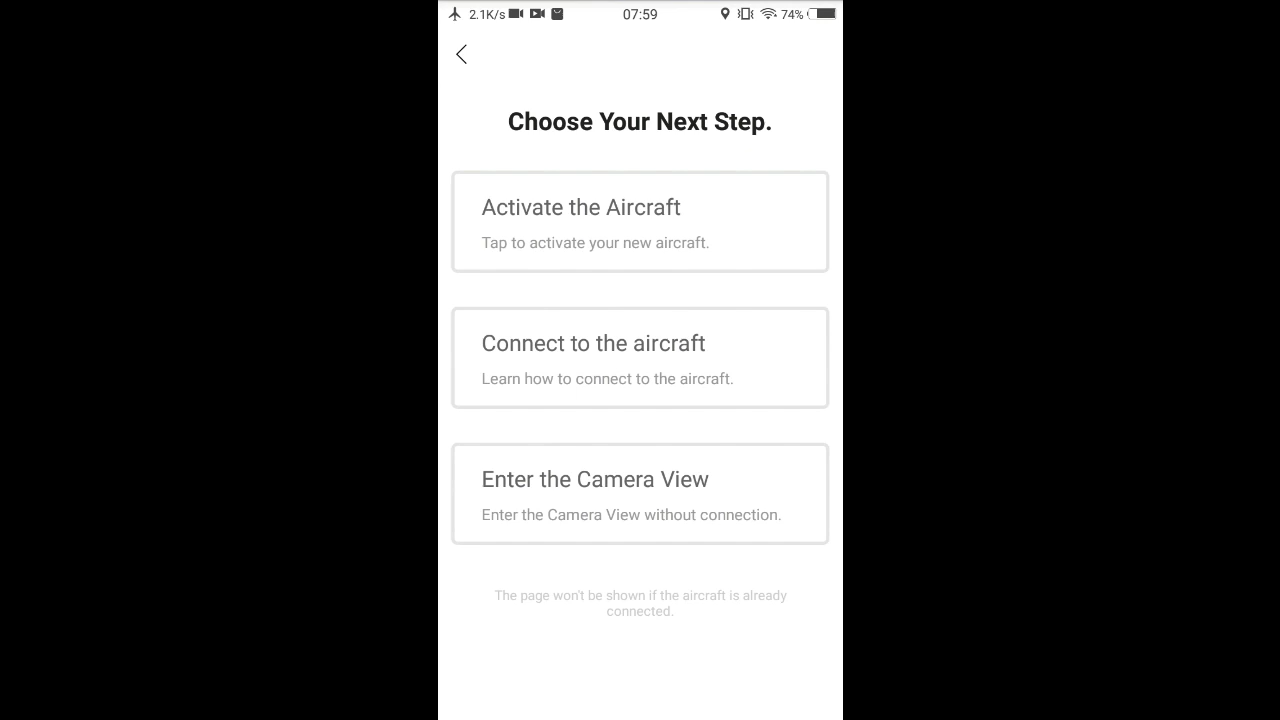 2.1K/s 07:59 74%
Choose Your Next Step.
Activate the Aircraft
Tap to activate your new aircraft.
Connect to the aircraft
Learn how to connect to the aircraft.
Enter the Camera View
Enter the Camera View without connection.
The page won't be shown if the aircraft is already
connected.